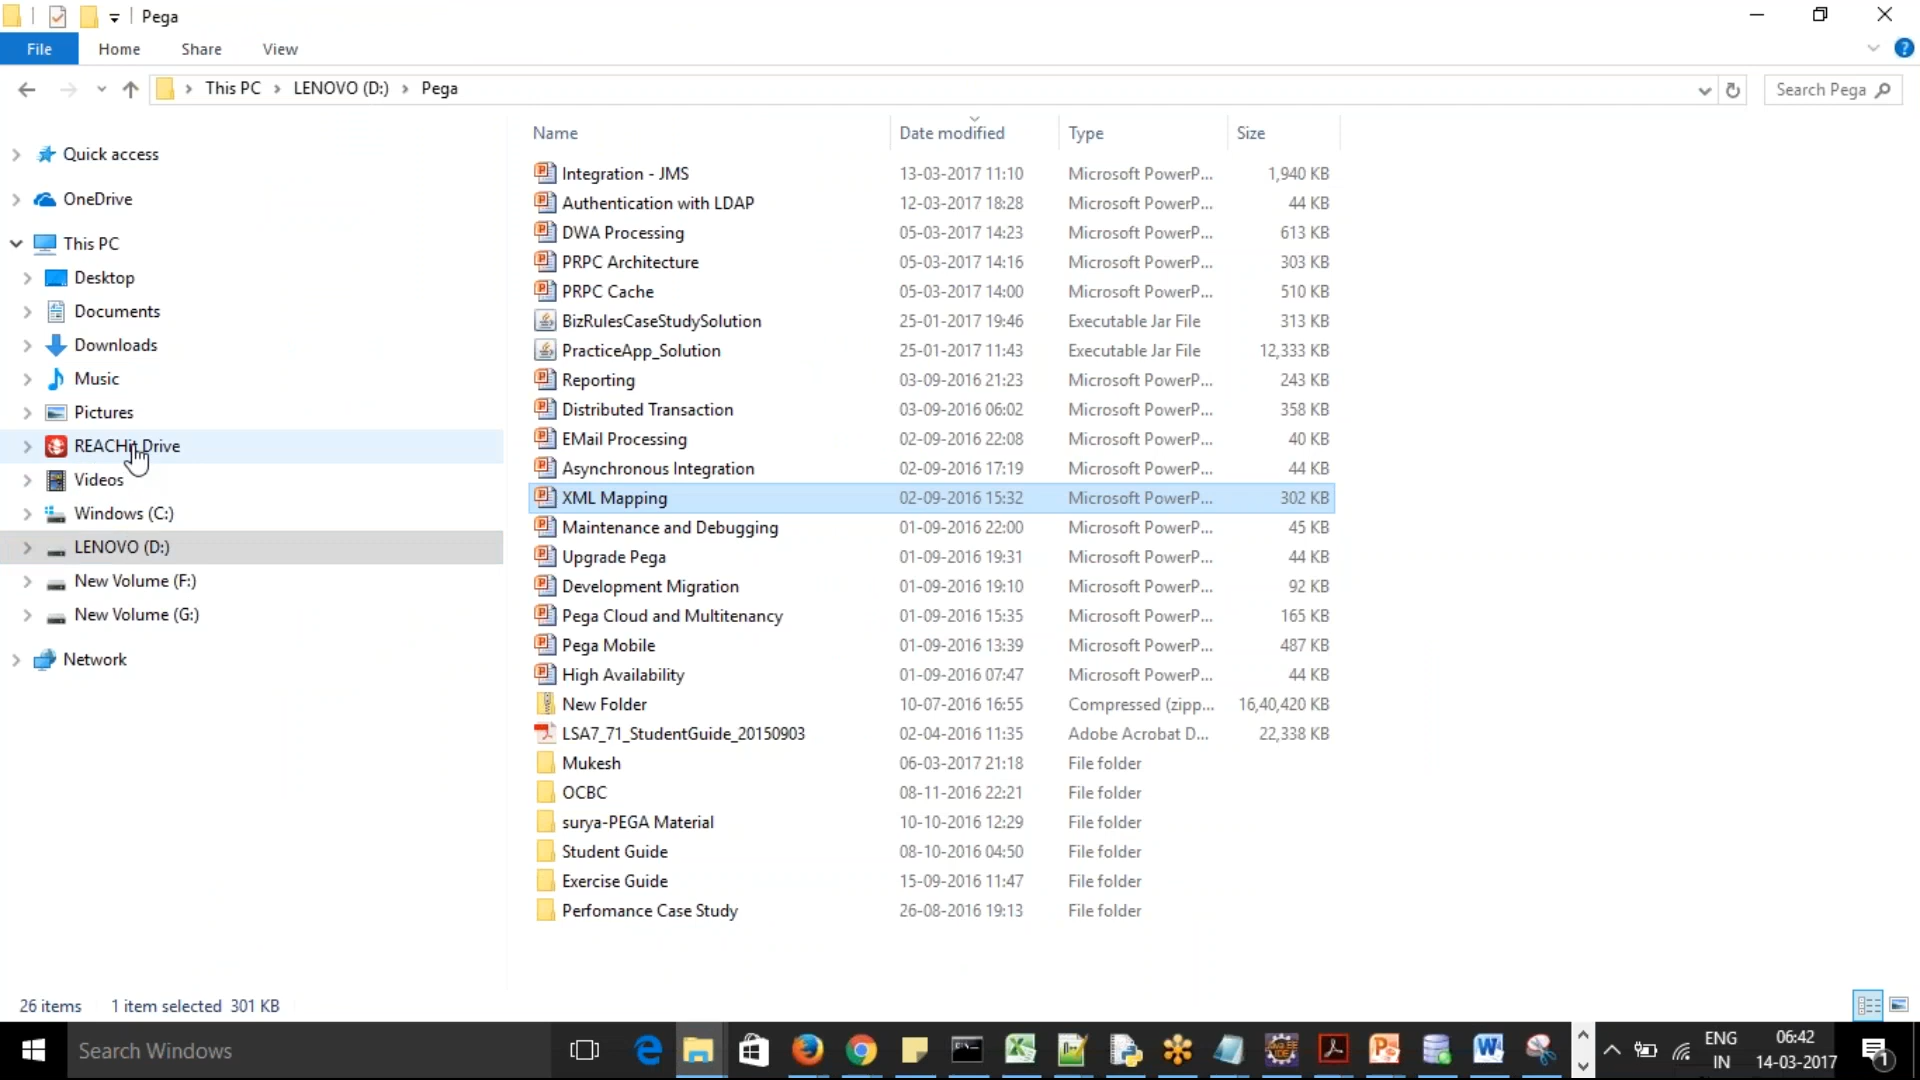 Pega
File Home Share View
This PC LENOVO (D:) Pega
Search Pega
Name Date modified Type Size
Quick access
OneDrive
This PC
Desktop
Documents
Downloads
Music
Pictures
REACHit Drive
Videos
Windows (C:)
LENOVO (D:)
New Volume (F:)
New Volume (G:)
Network
Integration - JMS 13-03-2017 11:10 Microsoft PowerP... 1,940 KB
Authentication with LDAP 12-03-2017 18:28 Microsoft PowerP... 44 KB
DWA Processing 05-03-2017 14:23 Microsoft PowerP... 613 KB
PRPC Architecture 05-03-2017 14:16 Microsoft PowerP... 303 KB
PRPC Cache 05-03-2017 14:00 Microsoft PowerP... 510 KB
BizRulesCaseStudySolution 25-01-2017 19:46 Executable Jar File 313 KB
PracticeApp_Solution 25-01-2017 11:43 Executable Jar File 12,333 KB
Reporting 03-09-2016 21:23 Microsoft PowerP... 243 KB
Distributed Transaction 03-09-2016 06:02 Microsoft PowerP... 358 KB
EMail Processing 02-09-2016 22:08 Microsoft PowerP... 40 KB
Asynchronous Integration 02-09-2016 17:19 Microsoft PowerP... 44 KB
XML Mapping 02-09-2016 15:32 Microsoft PowerP... 302 KB
Maintenance and Debugging 01-09-2016 22:00 Microsoft PowerP... 45 KB
Upgrade Pega 01-09-2016 19:31 Microsoft PowerP... 44 KB
Development Migration 01-09-2016 19:10 Microsoft PowerP... 92 KB
Pega Cloud and Multitenancy 01-09-2016 15:35 Microsoft PowerP... 165 KB
Pega Mobile 01-09-2016 13:39 Microsoft PowerP... 487 KB
High Availability 01-09-2016 07:47 Microsoft PowerP... 44 KB
New Folder 10-07-2016 16:55 Compressed (zipp... 16,40,420 KB
LSA7_71_StudentGuide_20150903 02-04-2016 11:35 Adobe Acrobat D... 22,338 KB
Mukesh 06-03-2017 21:18 File folder
OCBC 08-11-2016 22:21 File folder
surya-PEGA Material 10-10-2016 12:29 File folder
Student Guide 08-10-2016 04:50 File folder
Exercise Guide 15-09-2016 11:47 File folder
Perfomance Case Study 26-08-2016 19:13 File folder
26 items 1 item selected 301 KB
Search Windows
ENG 06:42
IN 14-03-2017 1